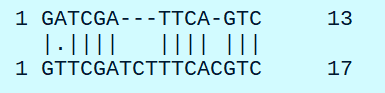 1 GATCGA---TTCA-GTC      13
  |.||||   |||| |||
1 GTTCGATCTTTCACGTC      17